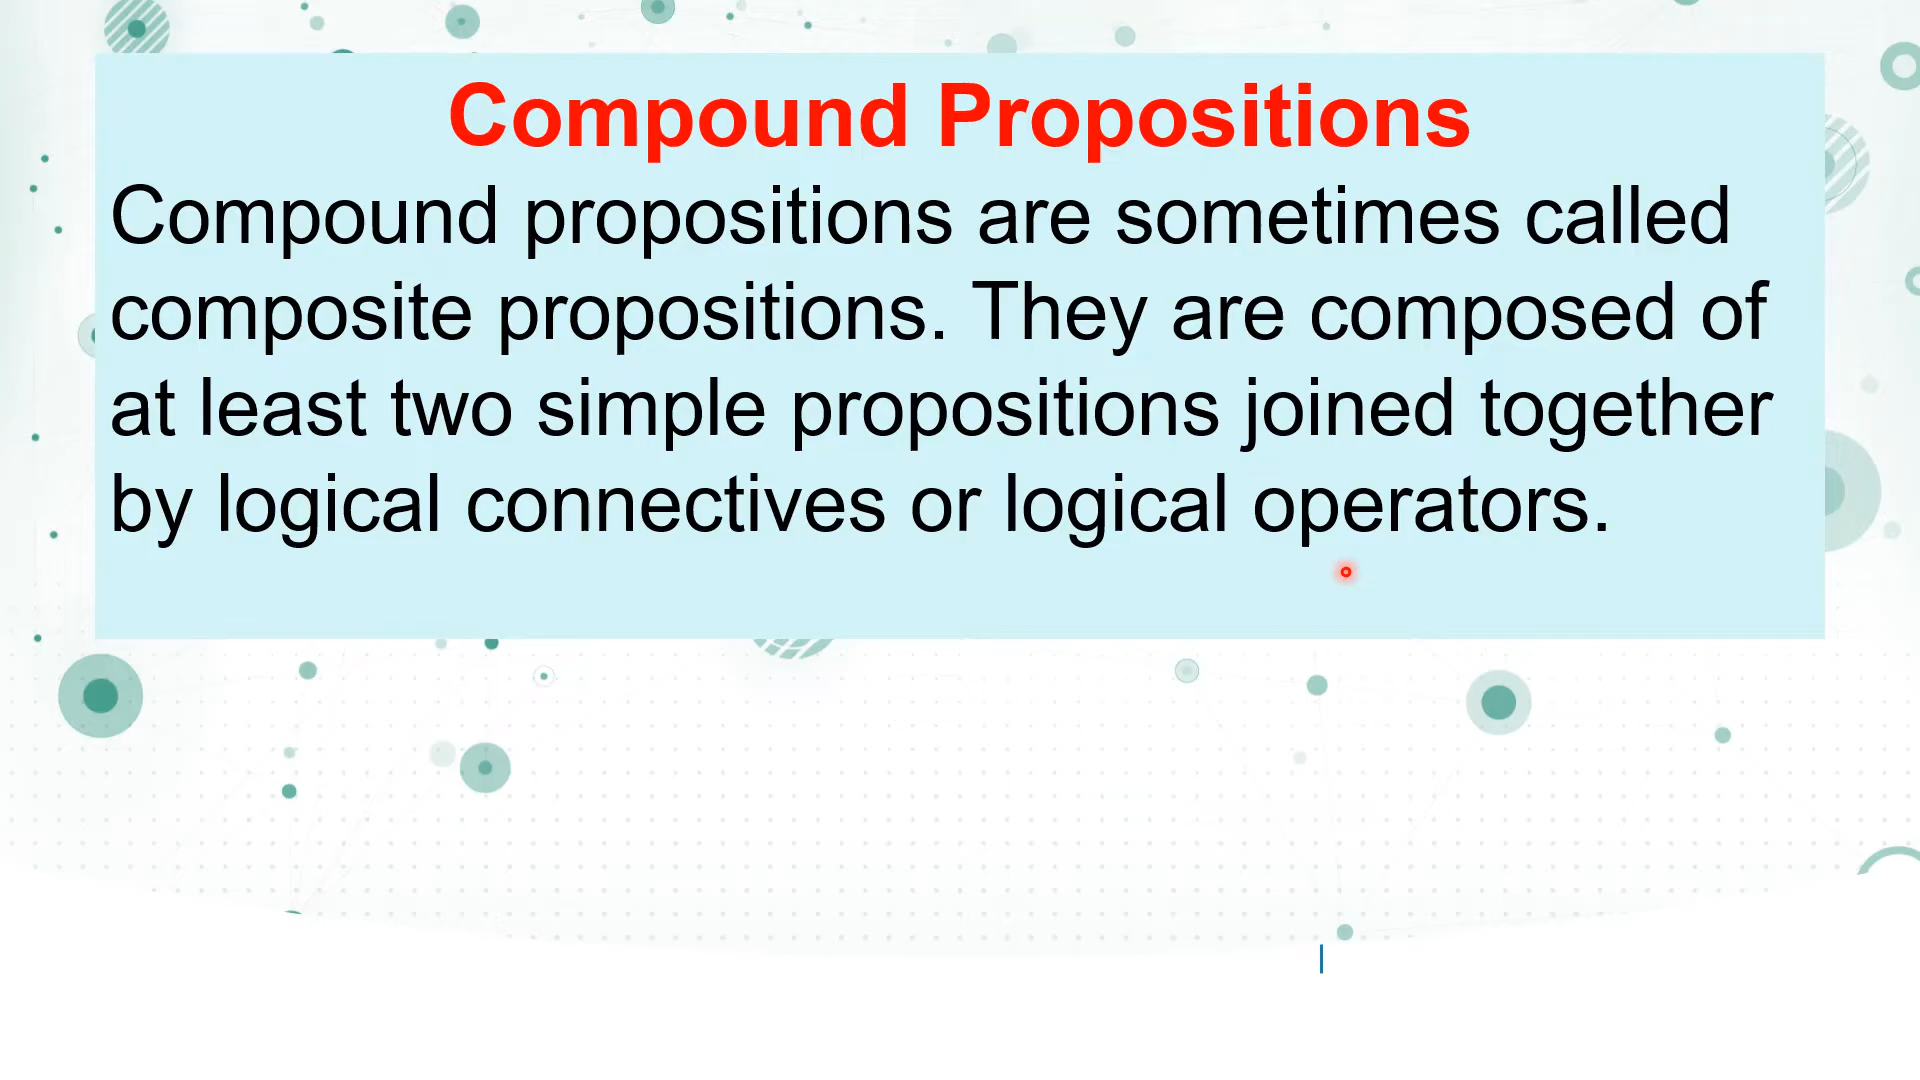 Compound Propositions
Compound propositions are sometimes called
composite propositions. They are composed of
at least two simple propositions joined together
by logical connectives or logical operators.